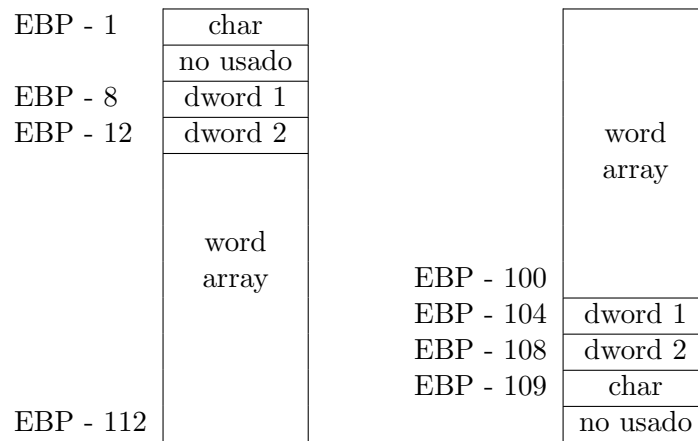 EBP - 1 char
no usado
EBP - 8 dword 1
EBP - 12 dword 2
word
array
EBP - 112
word
array
EBP - 100
EBP - 104 dword 1
EBP - 108 dword 2
EBP - 109 char
no usado